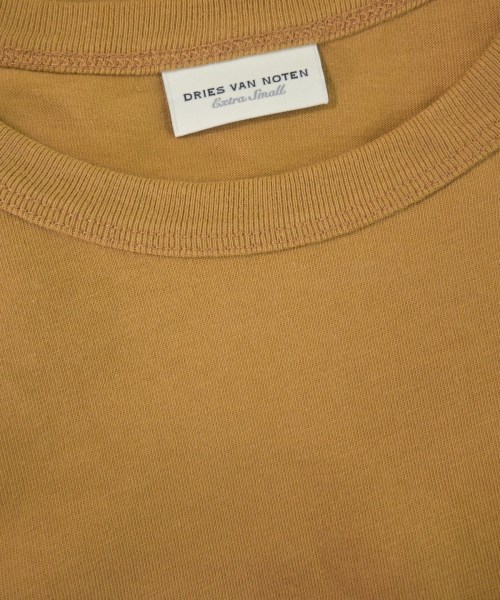 DRIES VAN NOTEN
Extra Small